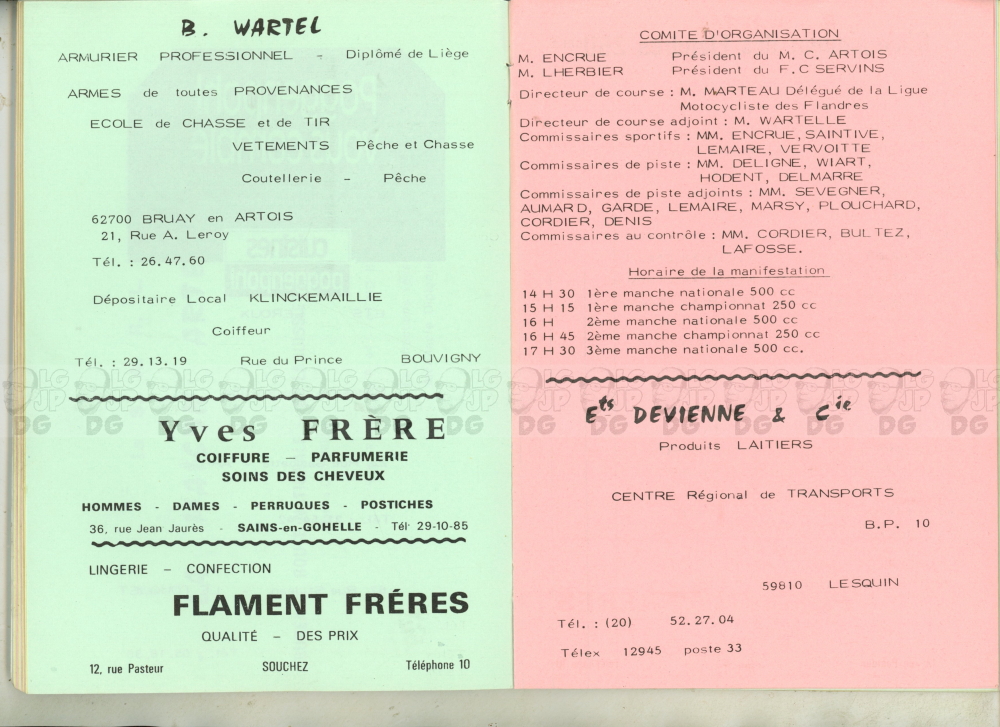 B. WARTEL
ARMURIER PROFESSIONNEL - Diplômé de Liège
ARMES de toutes PROVENANCES
ECOLE de CHASSE et de TIR
VETEMENTS Pêche et Chasse
Coutellerie - Pêche
62700 BRUAY en ARTOIS
21, Rue A. Leroy
Tél. : 26.47.60
Dépositaire Local KLINCKEMAILLIE
Coiffeur
Tél. : 29.13.19 Rue du Prince BOUVIGNY
Yves FRÈRE
COIFFURE — PARFUMERIE
SOINS DES CHEVEUX
HOMMES - DAMES - PERRUQUES - POSTICHES
36, rue Jean Jaurès - SAINS-en-GOHELLE - Tél· 29-10-85
LINGERIE — CONFECTION
FLAMENT FRÉRES
QUALITÉ — DES PRIX
12, rue Pasteur SOUCHEZ Téléphone 10
COMITE D'ORGANISATION
M. ENCRUE Président du M. C. ARTOIS
M. LHERBIER Président du F.C SERVINS
Directeur de course : M. MARTEAU Délégué de la Ligue
Motocycliste des Flandres
Directeur de course adjoint : M. WARTELLE
Commissaires sportifs : MM. ENCRUE, SAINTIVE,
LEMAIRE, VERVOITTE
Commissaires de piste : MM. DELIGNE, WIART,
HODENT, DELMARRE
Commissaires de piste adjoints : MM. SEVEGNER,
AUMARD, GARDE, LEMAIRE, MARSY, PLOUCHARD,
CORDIER, DENIS
Commissaires au contrôle : MM. CORDIER, BULTEZ,
LAFOSSE.
Horaire de la manifestation
14 H 30 1ère manche nationale 500 cc
15 H 15 1ère manche championnat 250 cc
16 H 2ème manche nationale 500 cc
16 H 45 2ème manche championnat 250 cc
17 H 30 3ème manche nationale 500 cc.
Ets DEVIENNE & Cie
Produits LAITIERS
CENTRE Régional de TRANSPORTS
B.P. 10
59810 LESQUIN
Tél. : (20) 52.27.04
Télex 12945 poste 33